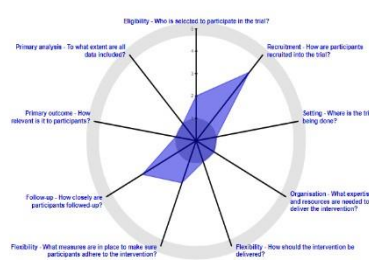 Eligibility - Who is selected to participate in the trial?
Primary analysis - To what extent are all
data included?
Recruitment - How are participants
recruited into the trial?
Primary outcome - How
relevant is it to participants?
Setting - Where is the tri
being done?
Follow-up - How closely are
participants followed up?
Organisation - What expertis
and resources are needed to
deliver the intervention?
Flexibility - What measures are in place to make sure
participants adhere to the intervention?
Flexibility - How should the intervention be
delivered?